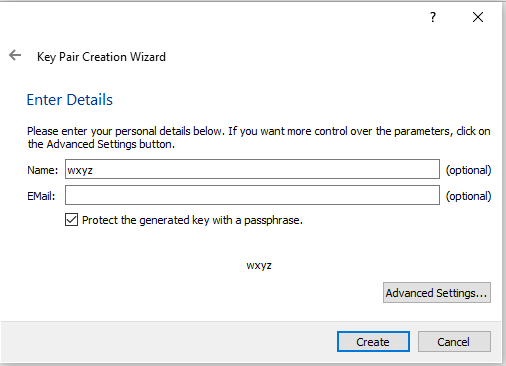 ?
Key Pair Creation Wizard
Enter Details
Please enter your personal details below. If you want more control over the parameters, click on
the Advanced Settings button.
Name: wxyz (optional)
EMail: (optional)
Protect the generated key with a passphrase.
wxyz
Advanced Settings...
Create Cancel